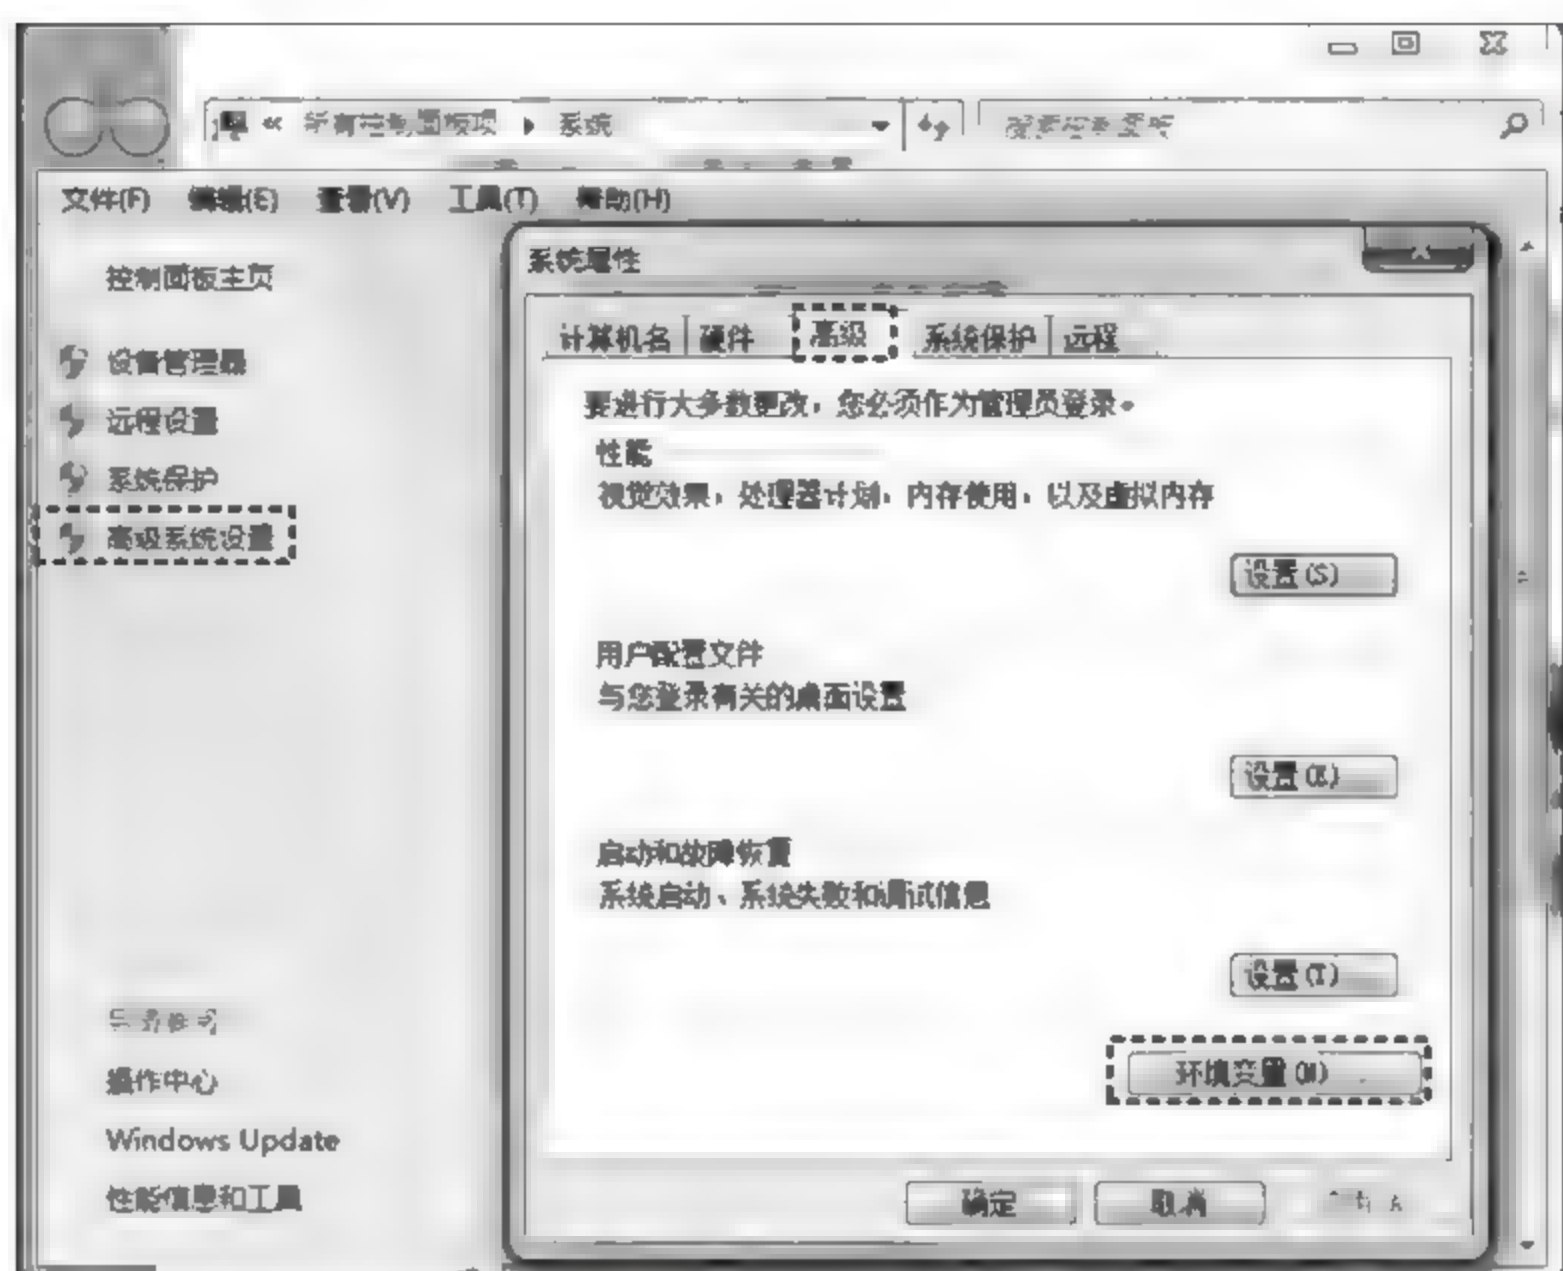 « 所有控制面板项 ▶ 系统
文件(F) 编辑(E) 查看(V) 工具(T) 帮助(H)
控制面板主页
设备管理器
远程设置
系统保护
高级系统设置
操作中心
Windows Update
性能信息和工具
系统属性
计算机名 硬件 高级 系统保护 远程
要进行大多数更改，您必须作为管理员登录。
性能
视觉效果，处理器计划，内存使用，以及虚拟内存
设置(S)
用户配置文件
与您登录有关的桌面设置
设置(E)
启动和故障恢复
系统启动、系统失败和调试信息
设置(T)
环境变量(N)
确定 取消